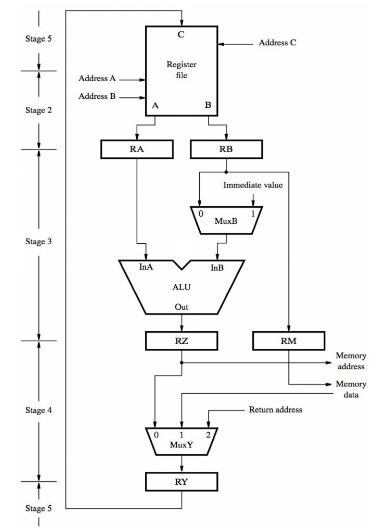 C
Stage 5
Address C
Register
file
Address A
Address B
Stage 2
A
B
RA
RB
Immediate value
0
1
MuxB
Stage 3
InA
InB
ALU
Out
RZ
RM
Memory
address
Memory
data
Return address
Stage 4
0
1
2
MuxY
RY
Stage 5